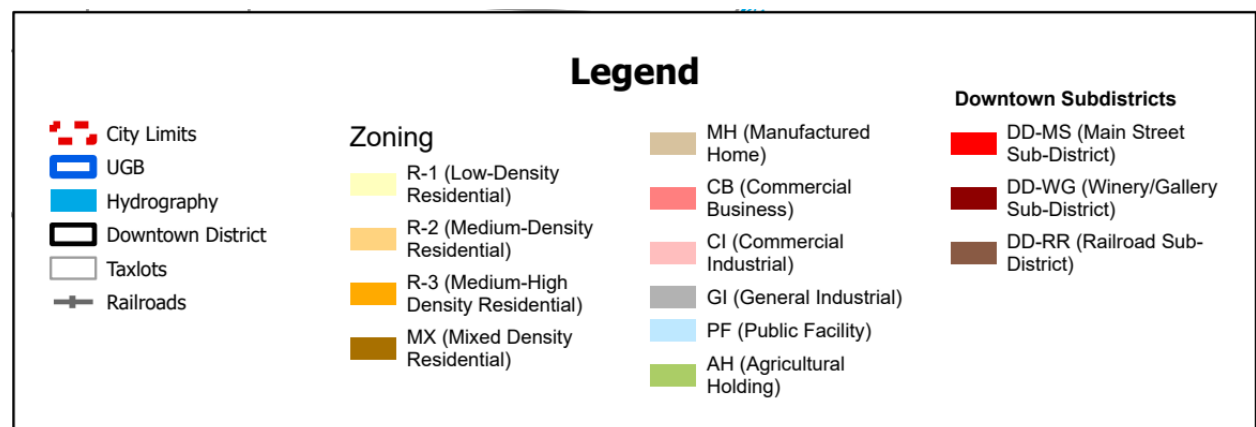 Legend
City Limits
UGB
Hydrography
Downtown District
Taxlots
Railroads
Zoning
R-1 (Low-Density
Residential)
R-2 (Medium-Density
Residential)
R-3 (Medium-High
Density Residential)
MX (Mixed Density
Residential)
MH (Manufactured
Home)
CB (Commercial
Business)
CI (Commercial
Industrial)
GI (General Industrial)
PF (Public Facility)
AH (Agricultural
Holding)
Downtown Subdistricts
DD-MS (Main Street
Sub-District)
DD-WG (Winery/Gallery
Sub-District)
DD-RR (Railroad Sub-
District)